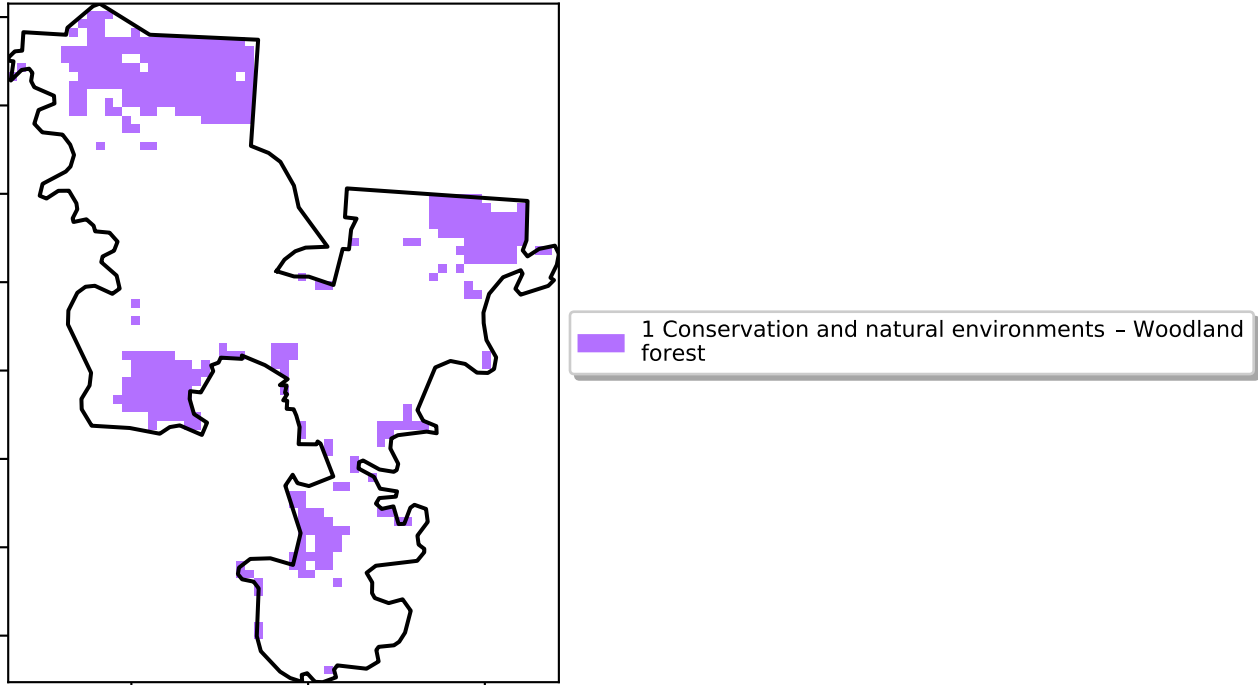 1 Conservation and natural environments – Woodland
forest